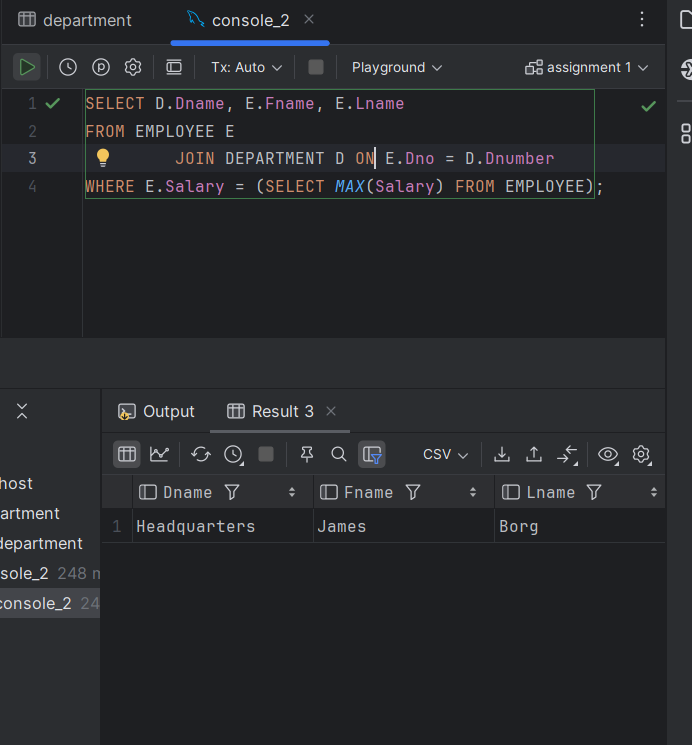 department console_2
Tx: Auto Playground assignment 1
1 SELECT D.Dname, E.Fname, E.Lname
2 FROM EMPLOYEE E
3 JOIN DEPARTMENT D ON E.Dno = D.Dnumber
4 WHERE E.Salary = (SELECT MAX(Salary) FROM EMPLOYEE);
Output Result 3
CSV
host
artment
department
sole_2 248 m
console_2 24
Dname Fname Lname
1 Headquarters James Borg